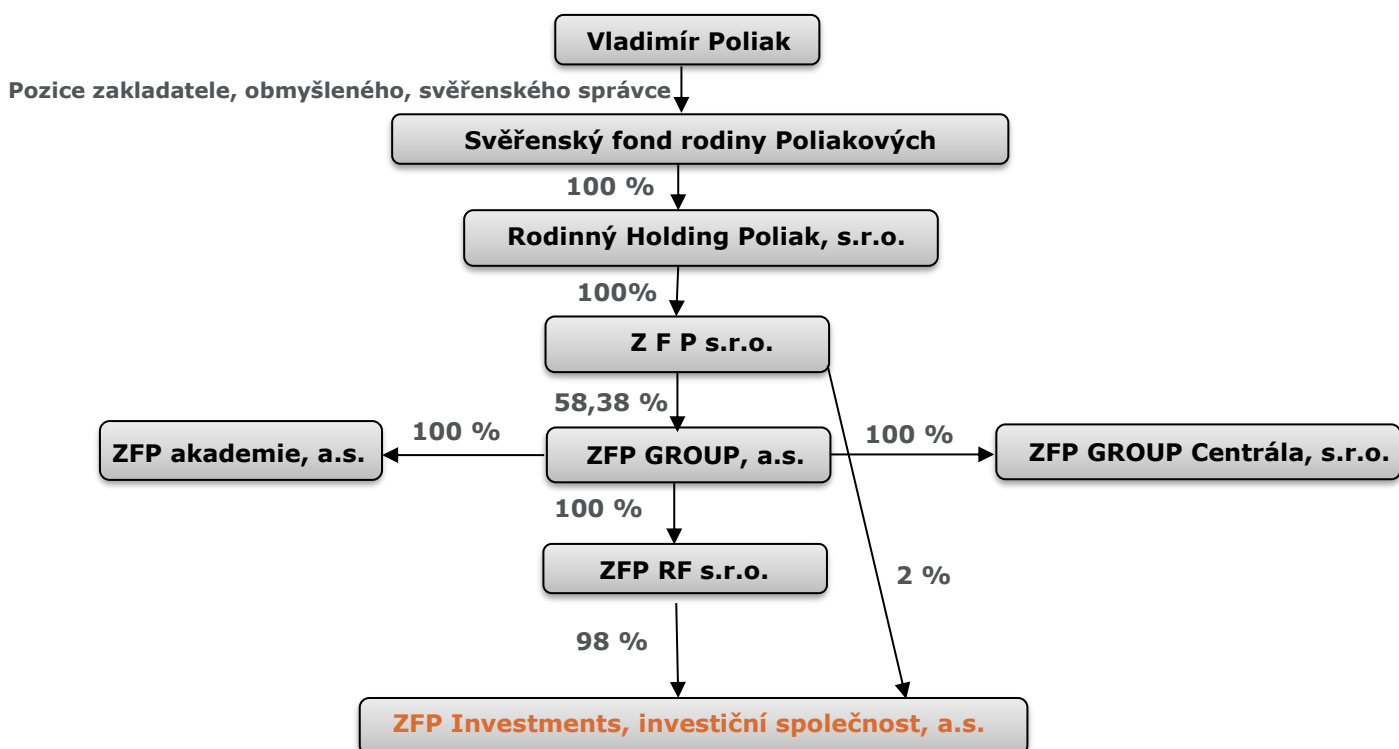 Vladimír Poliak
Pozice zakladatele, obmyšleného, svěřenského správce
Svěřenský fond rodiny Poliakových
100 %
Rodinný Holding Poliak, s.r.o.
100%
Z F P s.r.o.
58,38 %
ZFP akademie, a.s.
100 %
ZFP GROUP, a.s.
100 %
ZFP GROUP Centrála, s.r.o.
100 %
ZFP RF s.r.o.
2 %
98 %
ZFP Investments, investiční společnost, a.s.